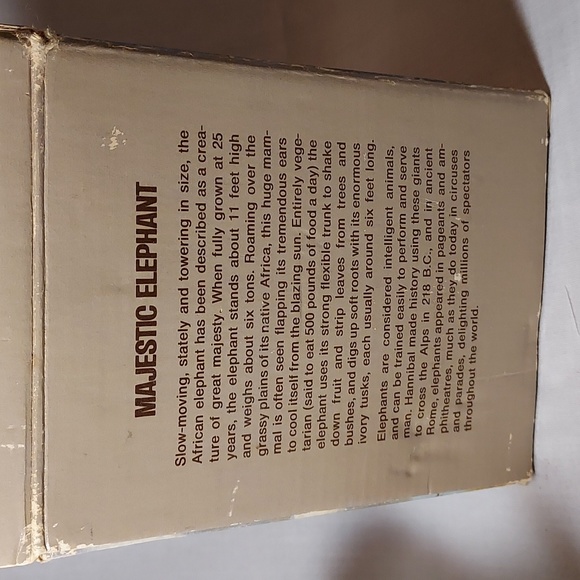 MAJESTIC ELEPHANT
Slow-moving, stately and towering in size, the
African elephant has been described as a crea-
ture of great majesty. When fully grown at 25
years, the elephant stands about 11 feet high
and weighs about six tons. Roaming over the
grassy plains of its native Africa, this huge mam-
mal is often seen flapping its tremendous ears
to cool itself from the blazing sun. Entirely vege-
tarian (said to eat 500 pounds of food a day) the
elephant uses its strong flexible trunk to shake
down fruit and strip leaves from trees and
bushes, and digs up soft roots with its enormous
ivory tusks, each usually around six feet long.
Elephants are considered intelligent animals,
and can be trained easily to perform and serve
man. Hannibal made history using these giants
to cross the Alps in 218 B.C., and in ancient
Rome, elephants appeared in pageants and am-
phitheatres, much as they do today in circuses
and parades, delighting millions of spectators
throughout the world.